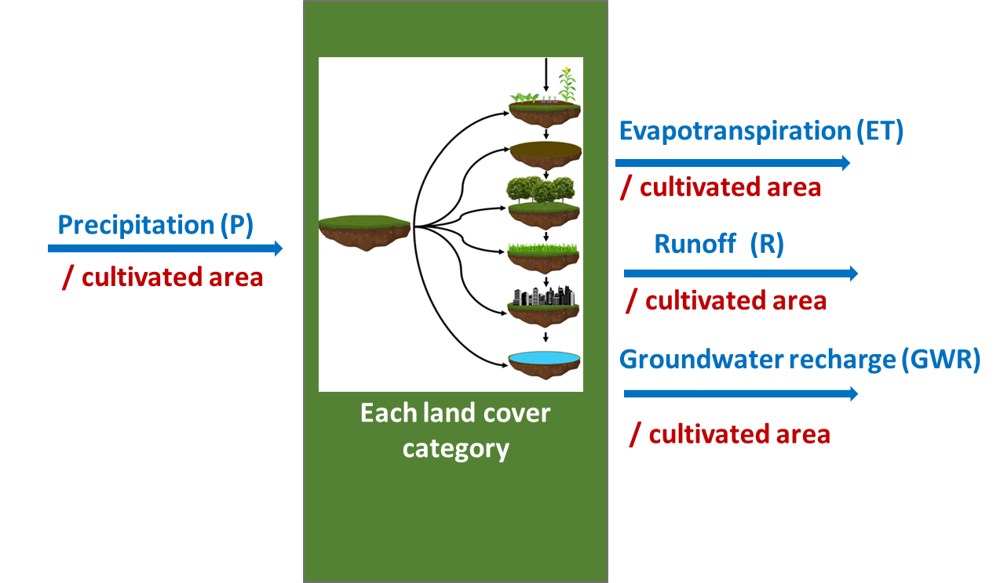 Precipitation (P)
/ cultivated area
Each land cover
category
Evapotranspiration (ET)
/ cultivated area
Runoff (R)
/ cultivated area
Groundwater recharge (GWR)
/ cultivated area